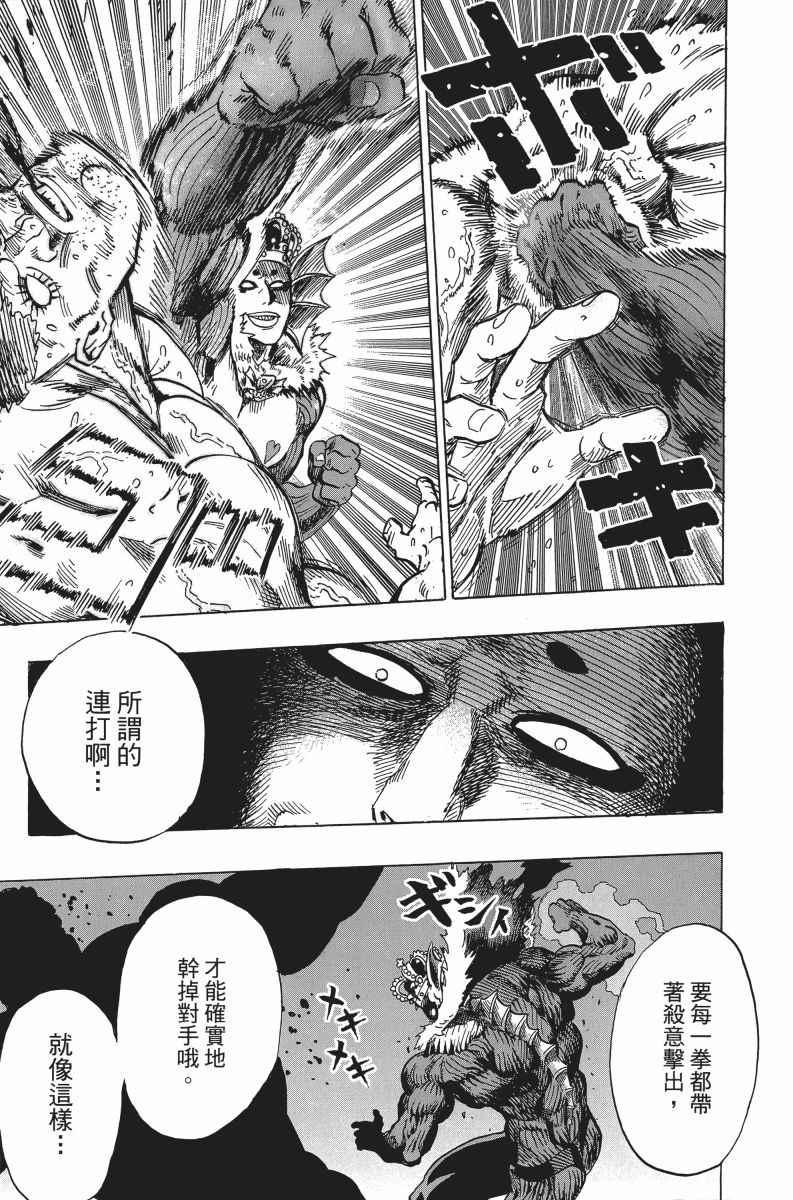 ボキ
ゴm
所謂的
連打啊…
要每一拳都帶
著殺意擊出，
ギシィ
メキメキ
才能確實地
幹掉對手哦。
就像這樣…